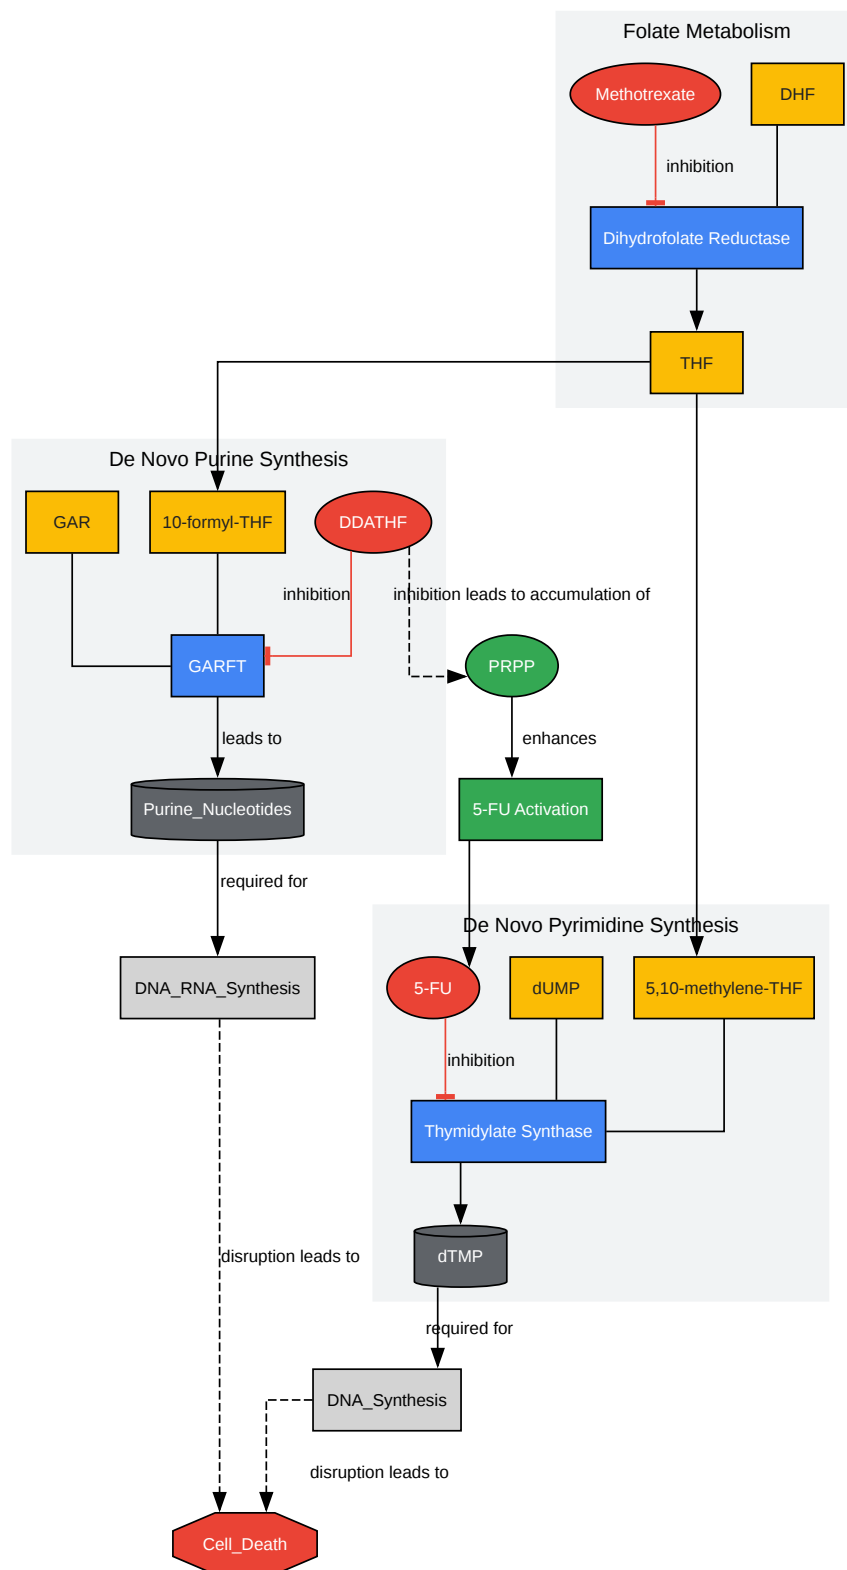 Folate Metabolism
Methotrexate
DHF
inhibition
Dihydrofolate Reductase
THF
De Novo Purine Synthesis
GAR
10-formyl-THF
DDATHF
inhibition
inhibition leads to accumulation of
GARFT
PRPP
leads to
enhances
Purine_Nucleotides
5-FU Activation
required for
De Novo Pyrimidine Synthesis
DNA_RNA_Synthesis
5-FU
dUMP
5,10-methylene-THF
inhibition
Thymidylate Synthase
disruption leads to
dTMP
required for
DNA_Synthesis
disruption leads to
Cell_Death